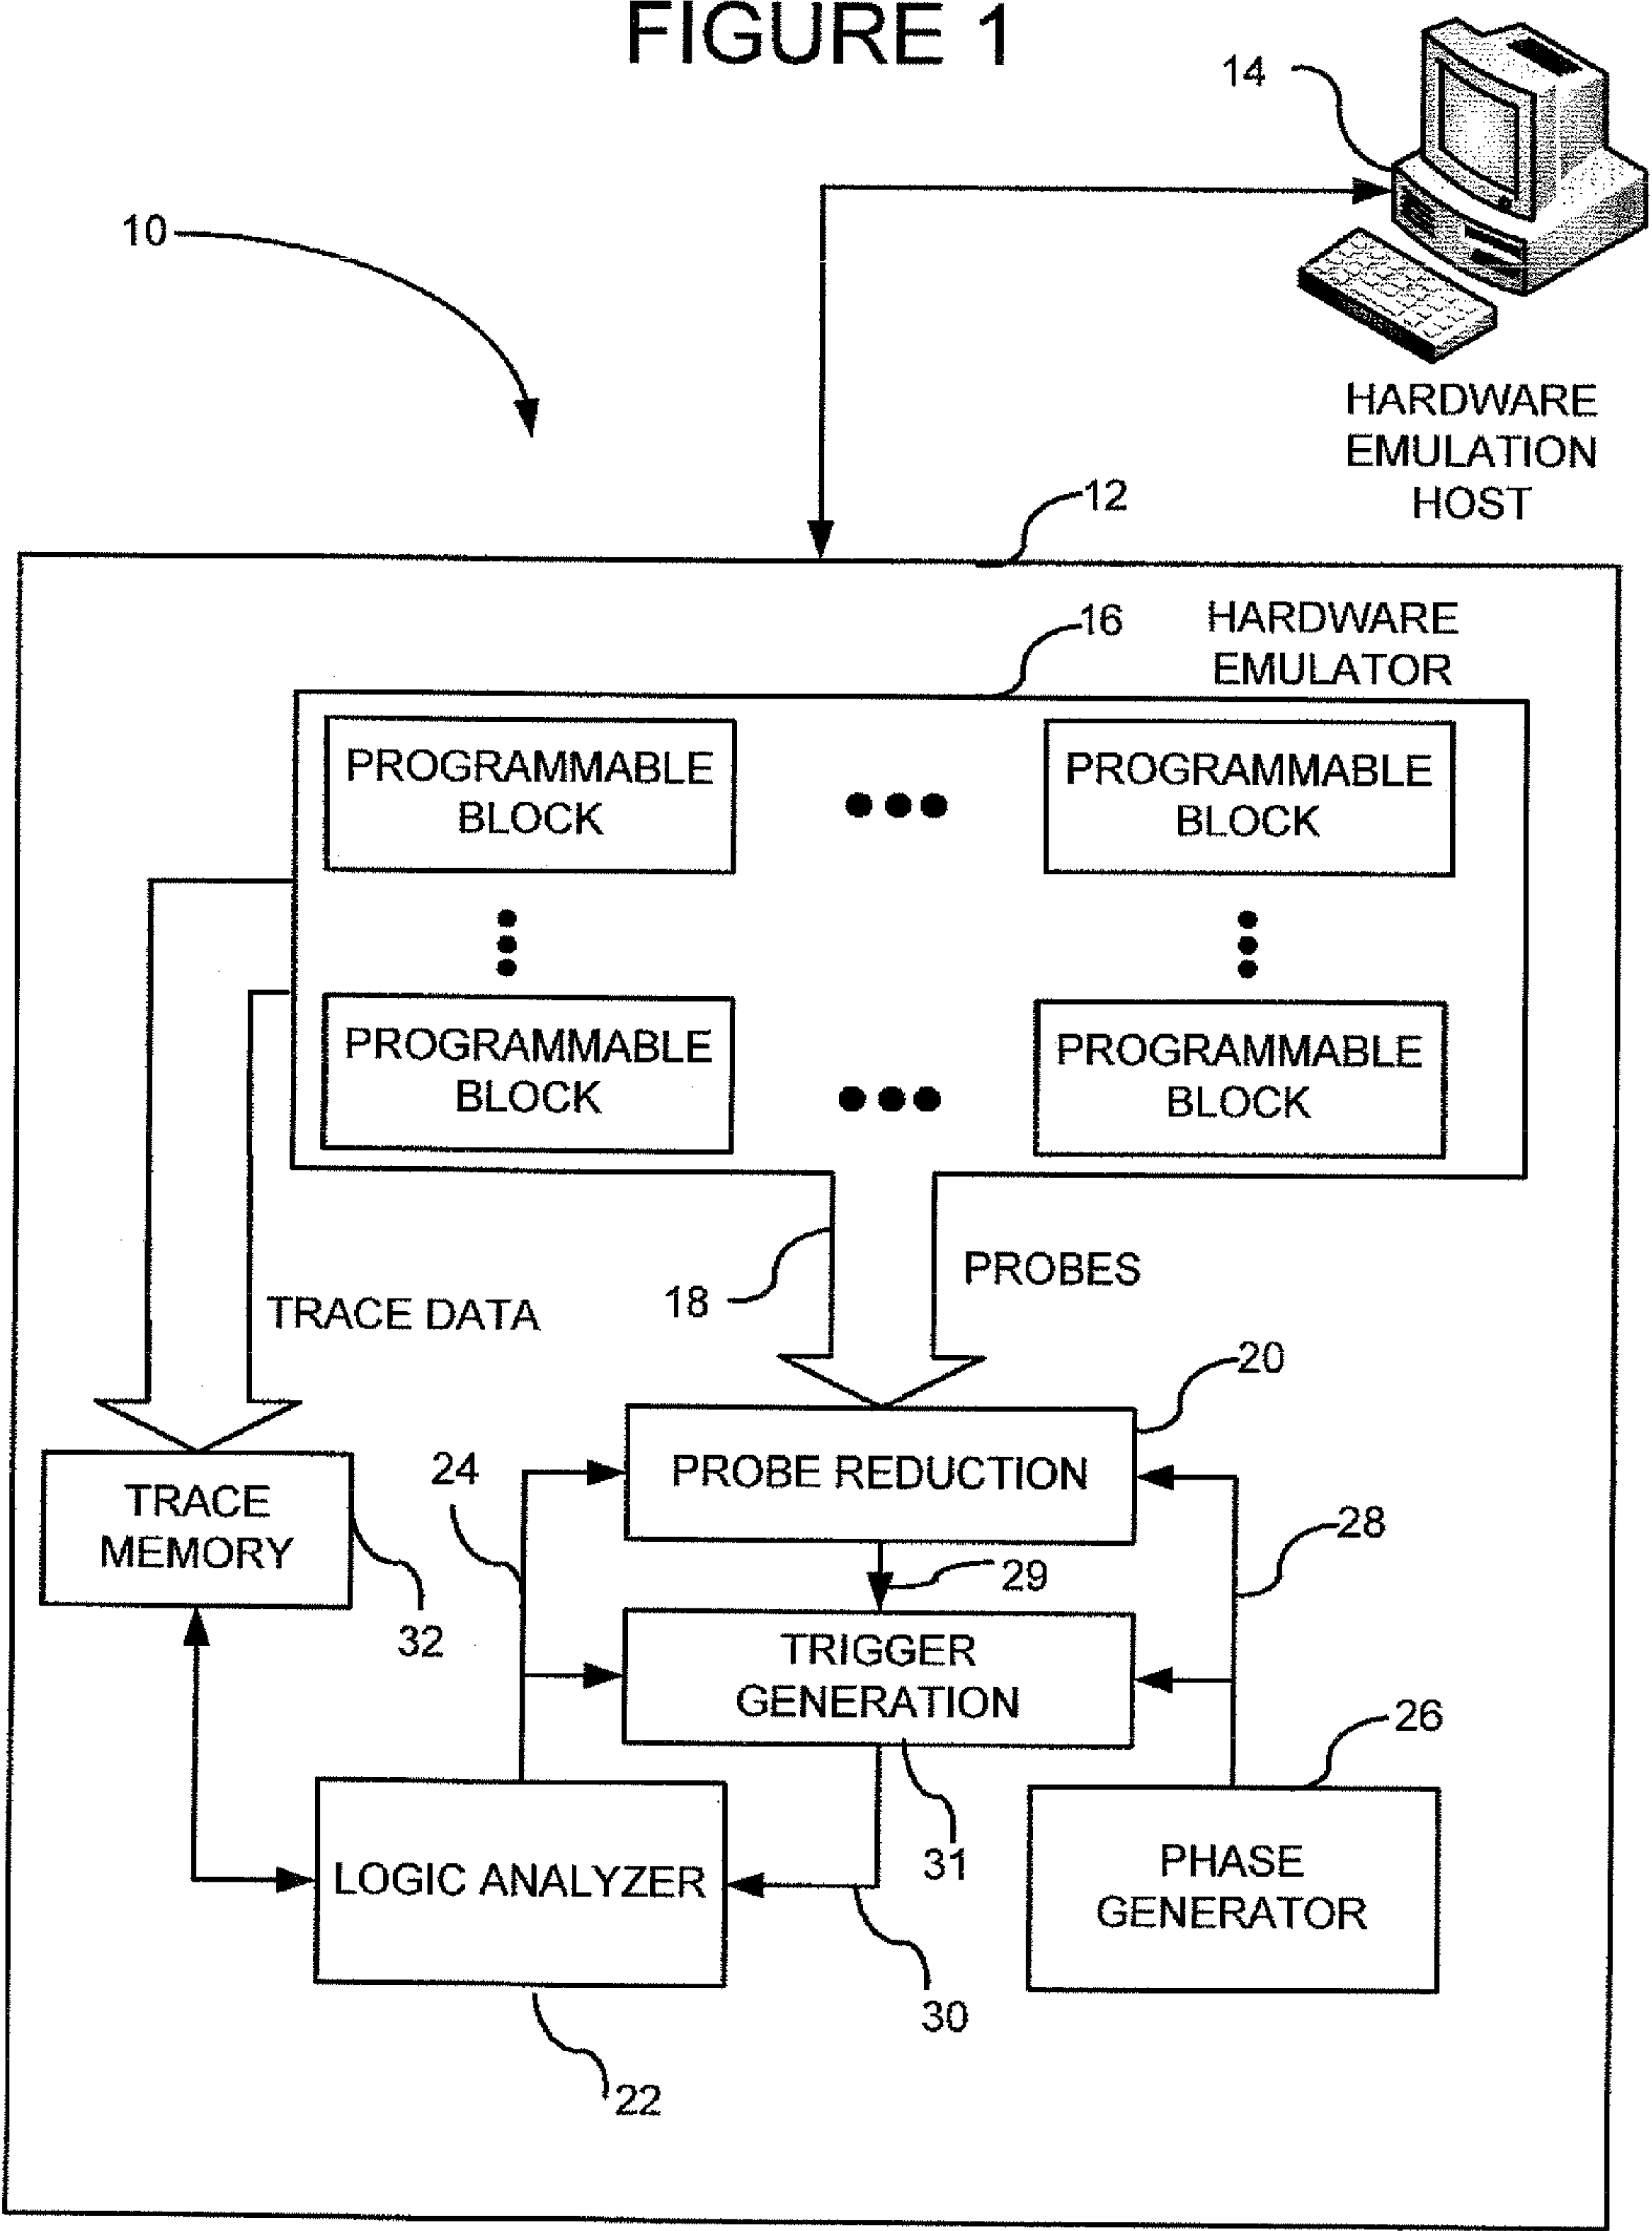 FIGURE 1
14
10
HARDWARE
EMULATION
HOST
12
16
HARDWARE
EMULATOR
PROGRAMMABLE
BLOCK
PROGRAMMABLE
BLOCK
PROGRAMMABLE
BLOCK
PROGRAMMABLE
BLOCK
18
PROBES
TRACE DATA
20
TRACE
MEMORY
24
PROBE REDUCTION
28
29
32
TRIGGER
GENERATION
26
LOGIC ANALYZER
31
PHASE
GENERATOR
30
22